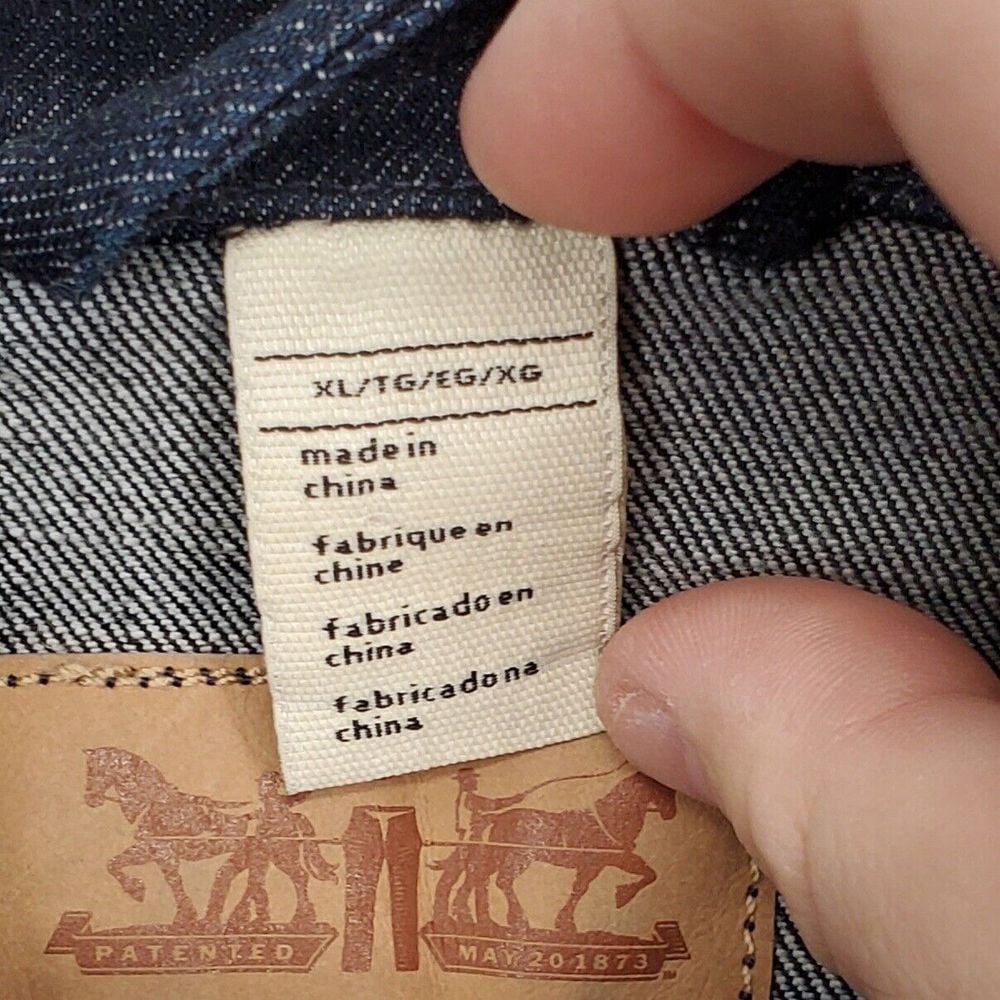 XL/TG/EG/XG
made in
china
fabrique en
chine
fabricado en
china
fabricado na
china
PATENTED
MAY 20 1873
TM